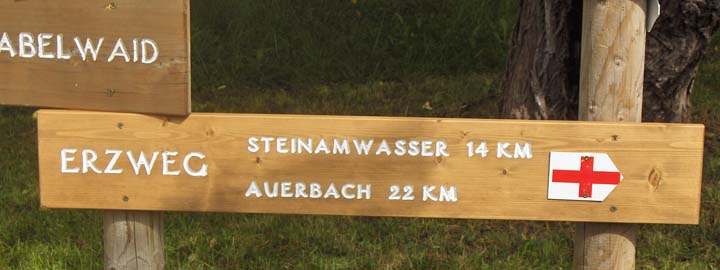 ABELWAID
ERZWEG
STEINAMWASSER 14 KM
AUERBACH 22 KM